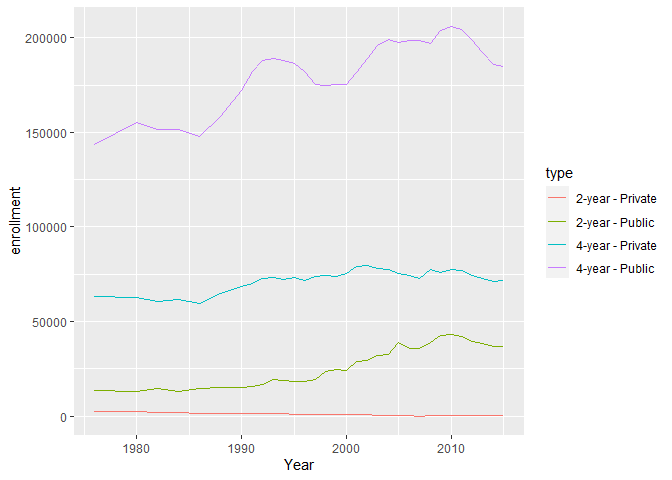 200000
150000
100000
50000
0
enrollment
1980 1990 2000 2010
Year
type
2-year - Private
2-year - Public
4-year - Private
4-year - Public